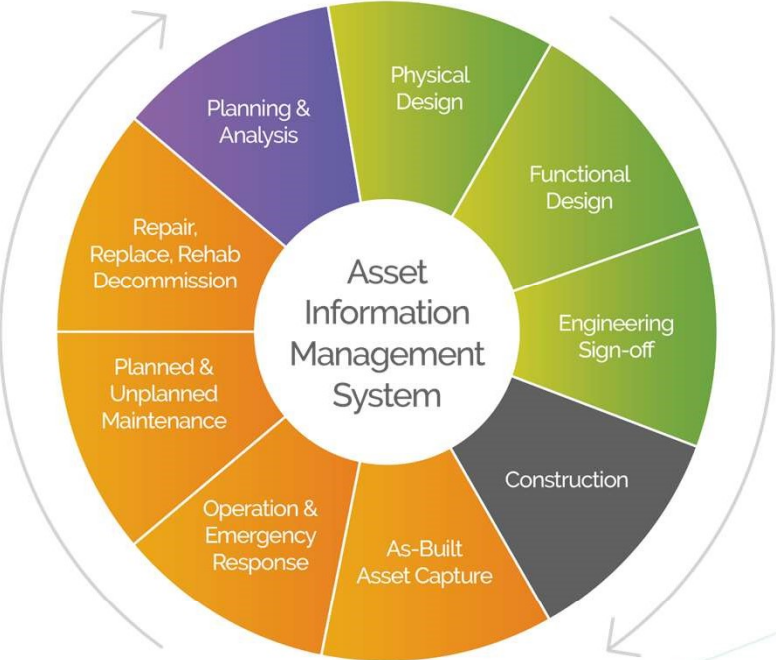 Planning &
Analysis
Physical
Design
Functional
Design
Engineering
Sign-off
Construction
As-Built
Asset Capture
Operation &
Emergency
Response
Planned &
Unplanned
Maintenance
Repair,
Replace, Rehab
Decommission
Asset
Information
Management
System